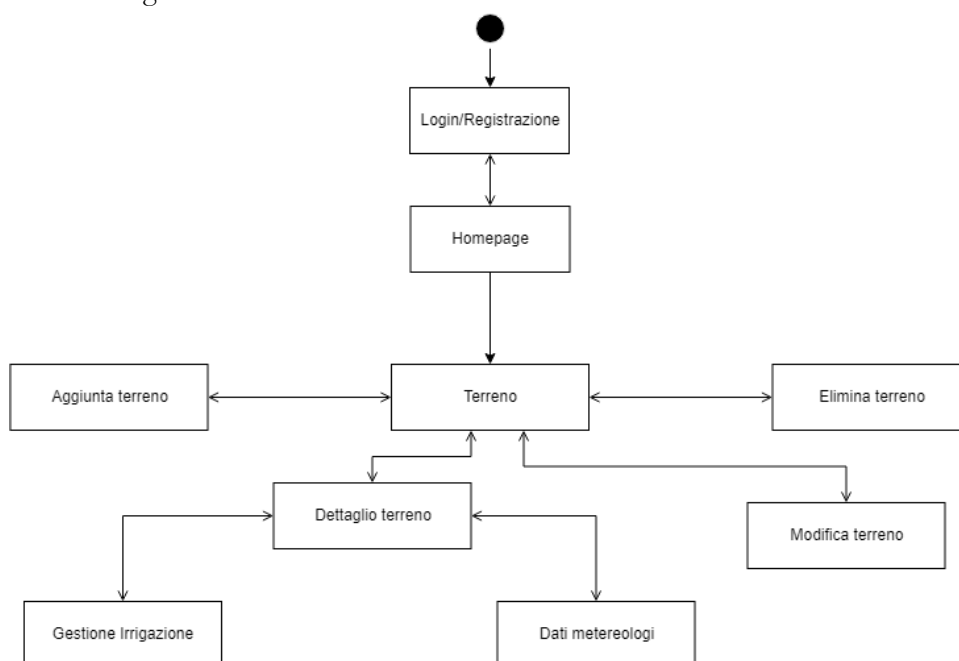 Login/Registrazione
Homepage
Aggiunta terreno
Terreno
Elimina terreno
Dettaglio terreno
Modifica terreno
Gestione Irrigazione
Dati metereologi